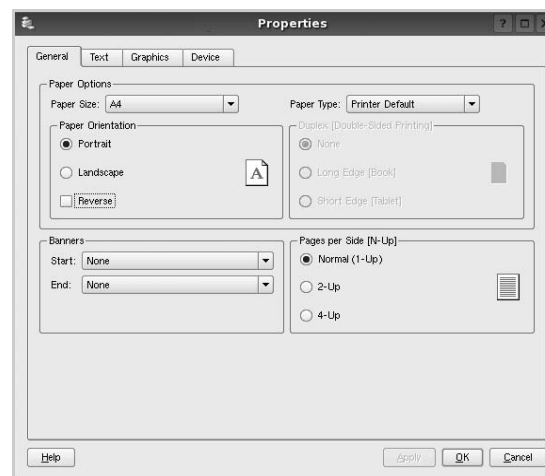 Properties
General Text Graphics Device
Paper Options
Paper Size: A4 Paper Type: Printer Default
Paper Orientation
Portrait
Landscape
Reverse
A
Duplex [Double-Sided Printing]
None
Long Edge [Book]
Short Edge [Tablet]
Banners
Start: None
End: None
Pages per Side [N-Up]
Normal (1-Up)
2-Up
4-Up
Help Apply OK Cancel